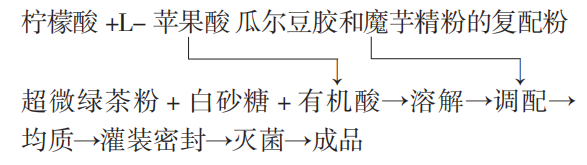 柠檬酸+L-苹果酸 瓜尔豆胶和魔芋精粉的复配粉
超微绿茶粉+白砂糖+有机酸→溶解→调配→
均质→灌装密封→灭菌→成品